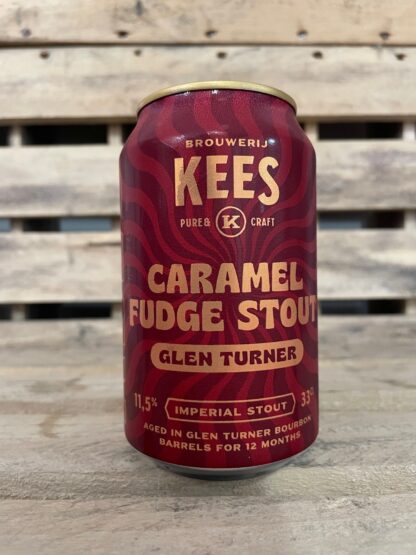 BROUWERIJ
KEES
PURE & K CRAFT
CARAMEL
FUDGE STOUT
GLEN TURNER
11,5% IMPERIAL STOUT 33
AGED IN GLEN TURNER BOURBON
BARRELS FOR 12 MONTHS